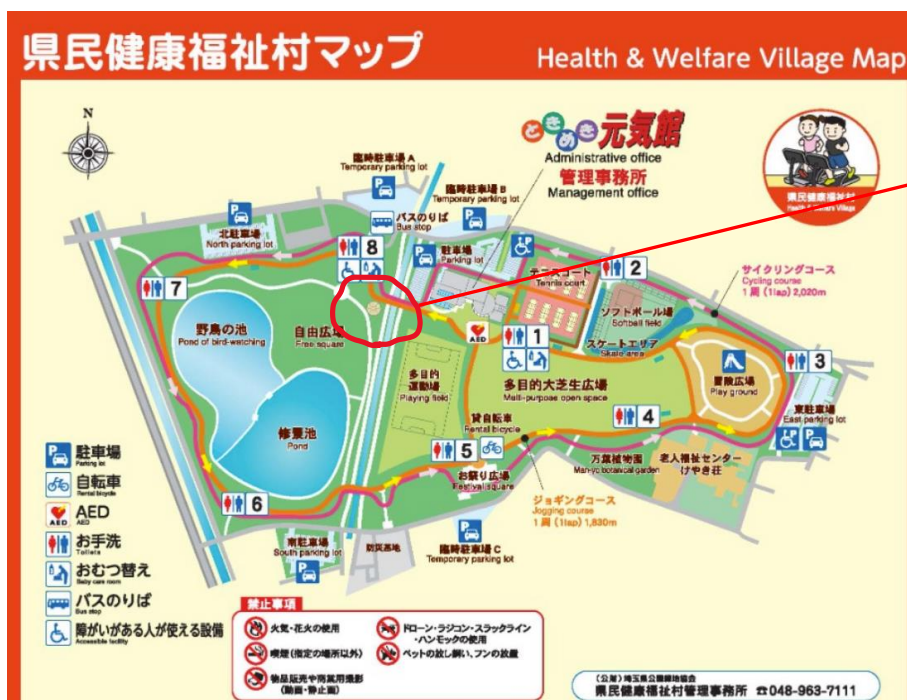 県民健康福祉村マップ
Health & Welfare Village Map
N
ときめき元気館
Administrative office
管理事務所
Management office
県民健康福祉村
Health & Welfare Village
臨時駐車場A
Temporary parking lot
臨時駐車場B
Temporary parking lot
バスのりば
Bus stop
北駐車場
North parking lot
駐車場
Parking lot
8
7
2
テニスコート
Tennis court
サイクリングコース
Cycling course
1周 (1lap) 2,020m
ソフトボール場
Softball field
スケートエリア
Skate area
野鳥の池
Pond of bird-watching
自由広場
Free square
AED
1
3
冒険広場
Play ground
多目的
運動場
Playing field
多目的大芝生広場
Multi-purpose open space
東駐車場
East parking lot
貸自転車
Rental bicycle
4
修景池
Pond
5
万葉植物園
Man-yo botanical garden
老人福祉センター
けやき荘
お祭り広場
Festival square
6
ジョギングコース
Jogging course
1周 (1lap) 1,830m
南駐車場
South parking lot
防災基地
臨時駐車場C
Temporary parking lot
駐車場
Parking lot
自転車
Rental bicycle
AED
AED
お手洗
Toilets
おむつ替え
Baby care room
バスのりば
Bus stop
障がいがある人が使える設備
Accessible facility
禁止事項
火気・花火の使用
ドローン・ラジコン・スラックライン
・ハンモックの使用
喫煙(指定の場所以外)
ペットの放し飼い、フンの放置
物品販売や商業用撮影
(動画・静止画)
(公財)埼玉県公園緑地協会
県民健康福祉村管理事務所 ☎048-963-7111